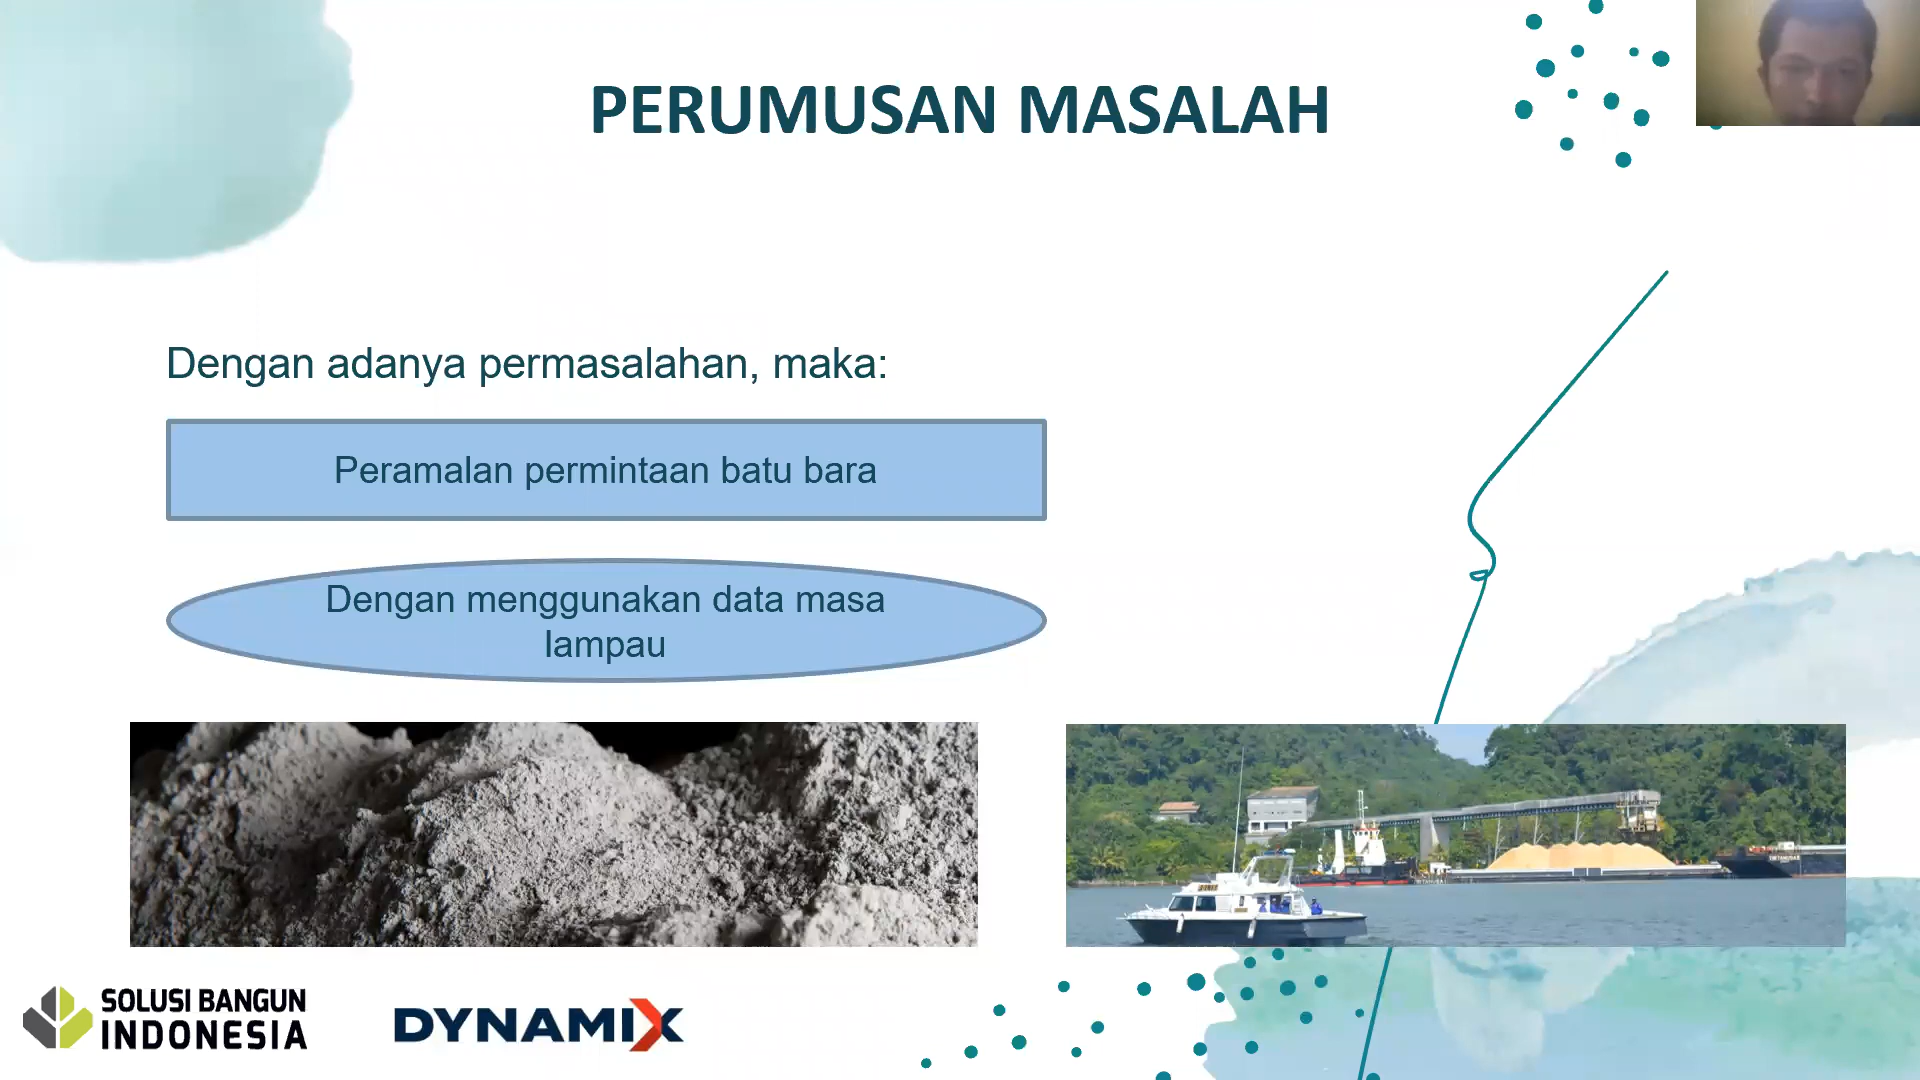 PERUMUSAN MASALAH
Dengan adanya permasalahan, maka:
Peramalan permintaan batu bara
Dengan menggunakan data masa
lampau
SOLUSI BANGUN
INDONESIA
DYNAMIX